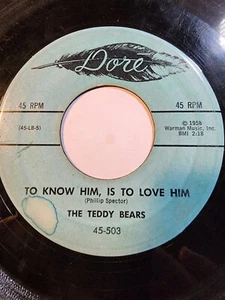 Dore
45 RPM
45 RPM
(45-LB-5)
℗ 1958
Warman Music, Inc.
BMI 2:18
TO KNOW HIM, IS TO LOVE HIM
(Phillip Spector)
THE TEDDY BEARS
45-503